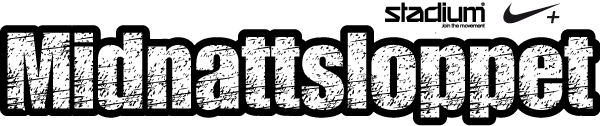 stadium
join the movement
+
Midnattsloppet